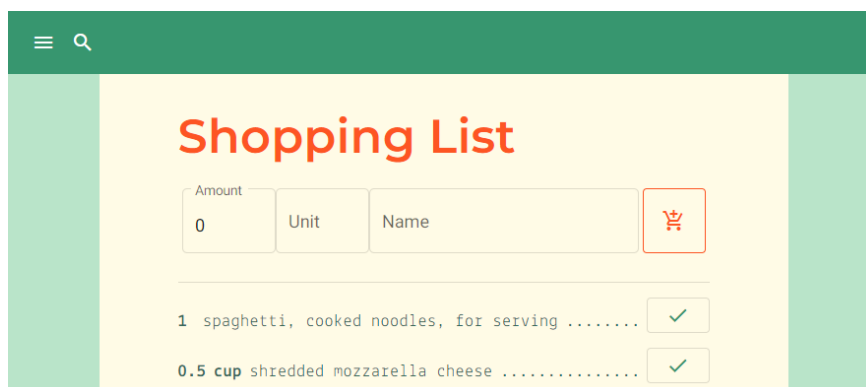 Shopping List
Amount
0 Unit Name
1 spaghetti, cooked noodles, for serving ........
0.5 cup shredded mozzarella cheese ...............